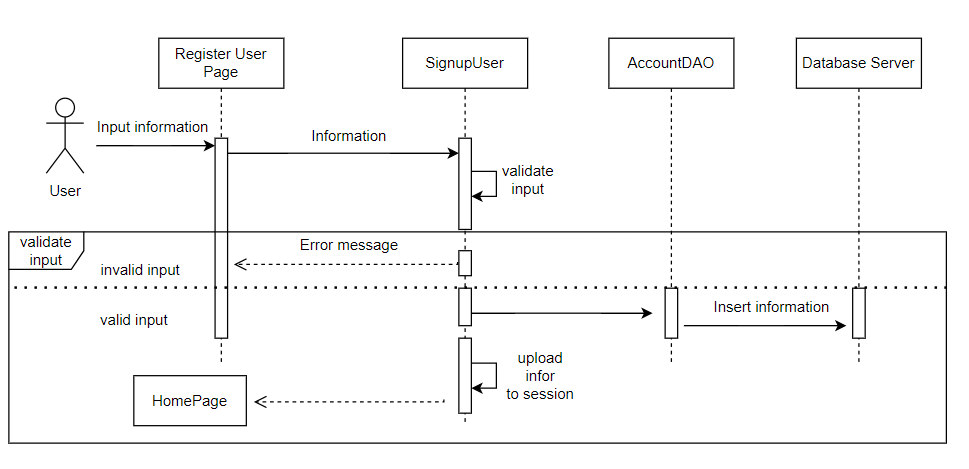 Register User
Page
SignupUser
AccountDAO
Database Server
Input information
Information
User
validate
input
validate
input
Error message
invalid input
valid input
Insert information
upload
infor
to session
HomePage